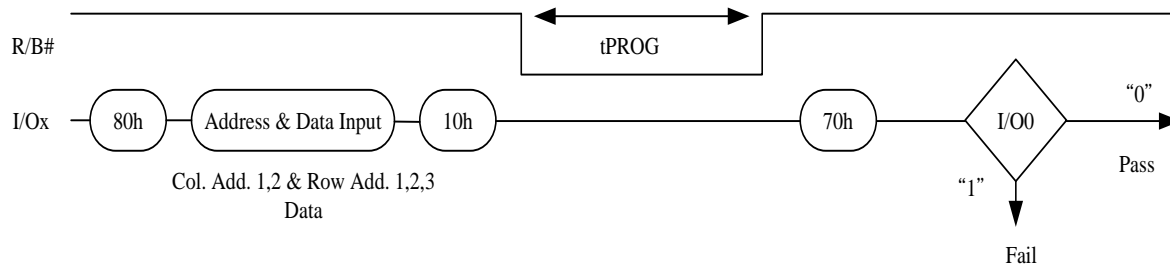 R/B#
tPROG
I/Ox
80h
Address & Data Input
10h
70h
I/O0
“0”
Pass
“1”
Fail
Col. Add. 1,2 & Row Add. 1,2,3
Data